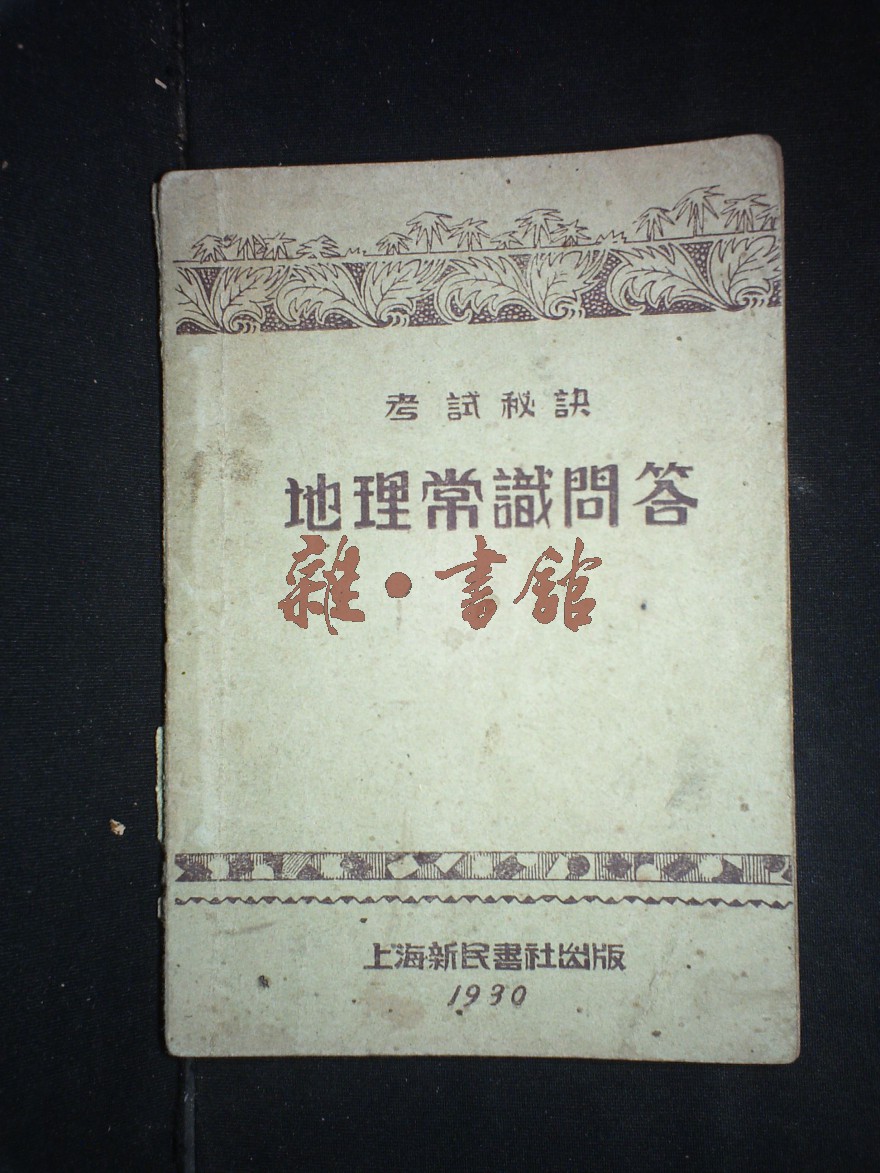 考試秘訣
地理常識問答
雜·書館
上海新民書社出版
1930